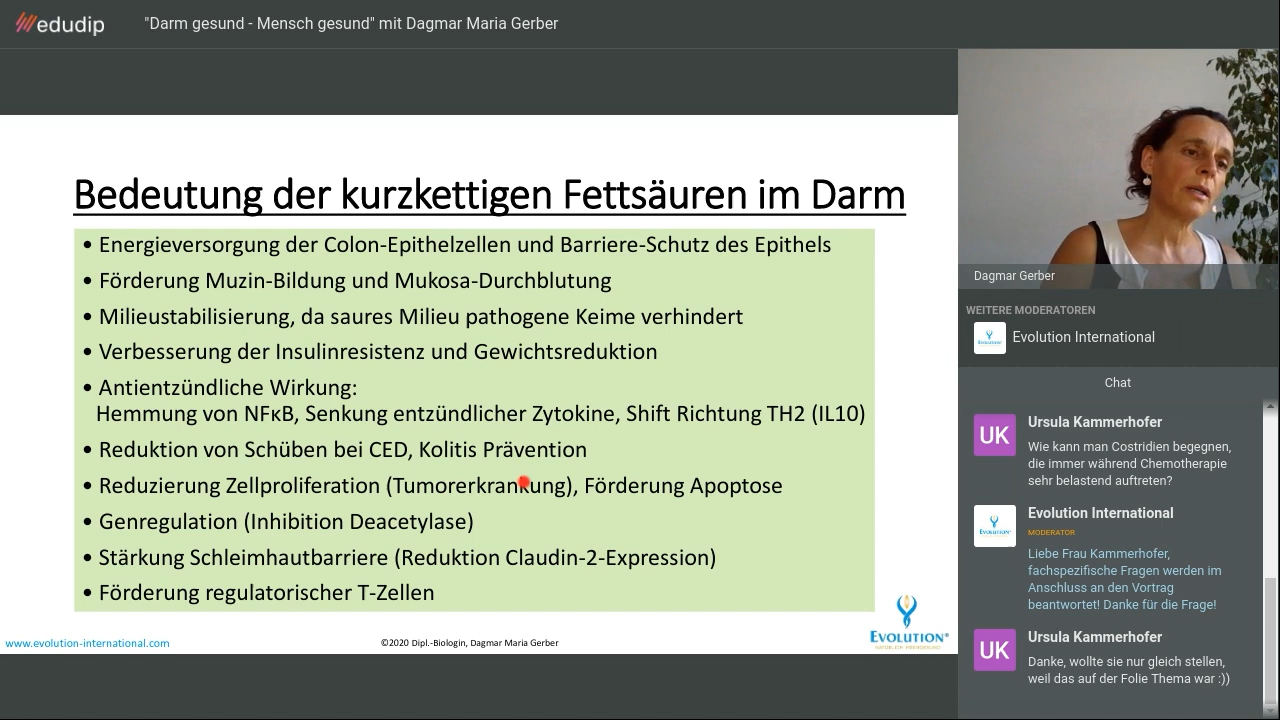 edudip
"Darm gesund - Mensch gesund" mit Dagmar Maria Gerber
Bedeutung der kurzkettigen Fettsäuren im Darm
• Energieversorgung der Colon-Epithelzellen und Barriere-Schutz des Epithels
• Förderung Muzin-Bildung und Mukosa-Durchblutung
• Milieustabilisierung, da saures Milieu pathogene Keime verhindert
• Verbesserung der Insulinresistenz und Gewichtsreduktion
• Antientzündliche Wirkung:
Hemmung von NFκB, Senkung entzündlicher Zytokine, Shift Richtung TH2 (IL10)
• Reduktion von Schüben bei CED, Kolitis Prävention
• Reduzierung Zellproliferation (Tumorerkrankung), Förderung Apoptose
• Genregulation (Inhibition Deacetylase)
• Stärkung Schleimhautbarriere (Reduktion Claudin-2-Expression)
• Förderung regulatorischer T-Zellen
www.evolution-international.com
©2020 Dipl.-Biologin, Dagmar Maria Gerber
EVOLUTION®
Dagmar Gerber
WEITERE MODERATOREN
Evolution International
Chat
UK
Ursula Kammerhofer
Wie kann man Costridien begegnen,
die immer während Chemotherapie
sehr belastend auftreten?
Evolution International
MODERATOR
Liebe Frau Kammerhofer,
fachspezifische Fragen werden im
Anschluss an den Vortrag
beantwortet! Danke für die Frage!
UK
Ursula Kammerhofer
Danke, wollte sie nur gleich stellen,
weil das auf der Folie Thema war :))